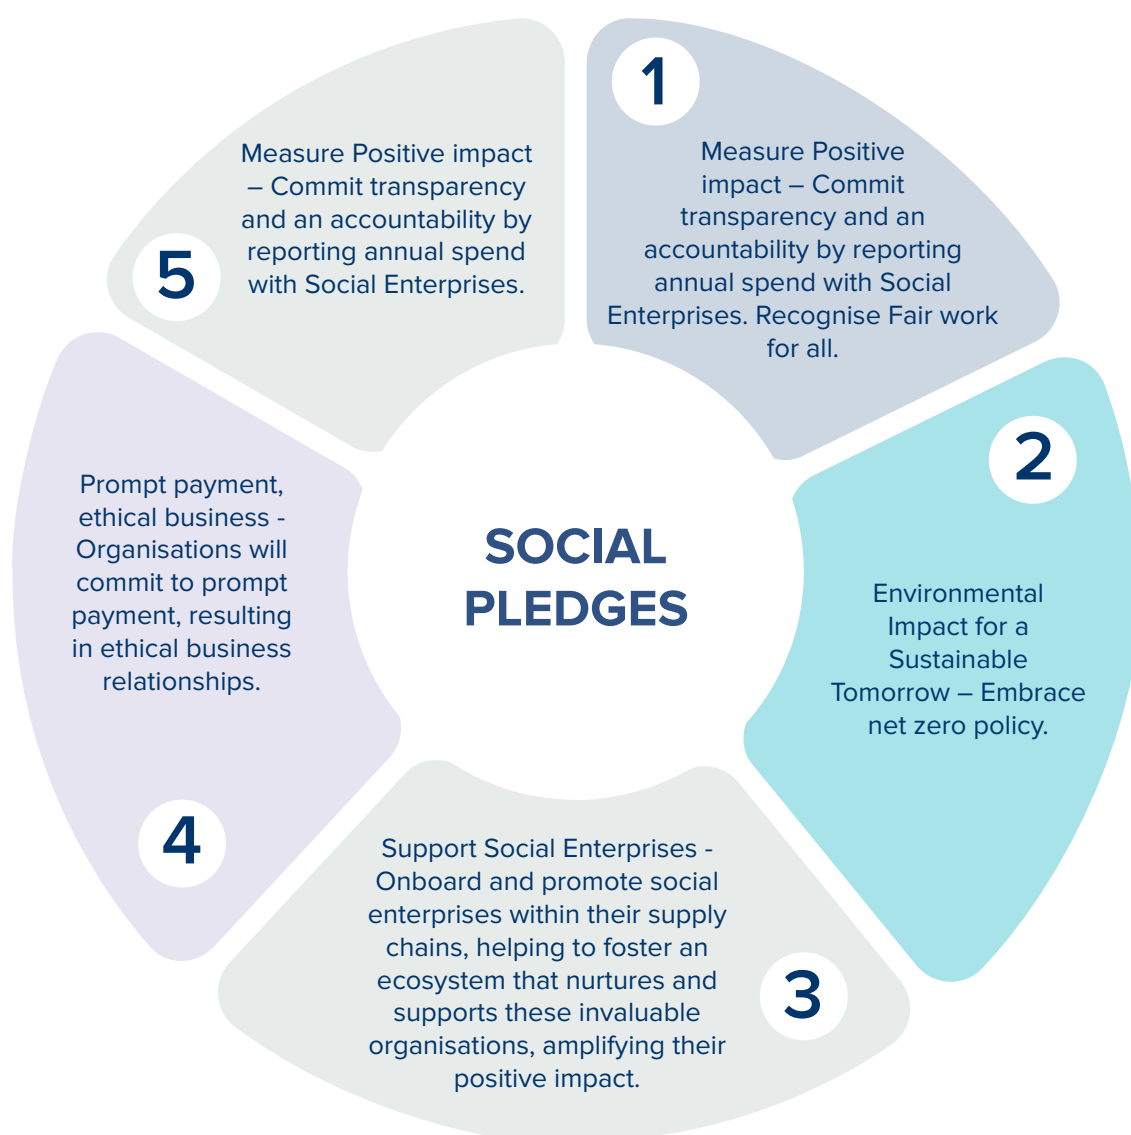 SOCIAL
PLEDGES
1
Measure Positive
impact – Commit
transparency and an
accountability by reporting
annual spend with Social
Enterprises. Recognise Fair work
for all.
2
Environmental
Impact for a
Sustainable
Tomorrow – Embrace
net zero policy.
3
Support Social Enterprises -
Onboard and promote social
enterprises within their supply
chains, helping to foster an
ecosystem that nurtures and
supports these invaluable
organisations, amplifying their
positive impact.
4
Prompt payment,
ethical business -
Organisations will
commit to prompt
payment, resulting
in ethical business
relationships.
5
Measure Positive impact
– Commit transparency
and an accountability by
reporting annual spend
with Social Enterprises.